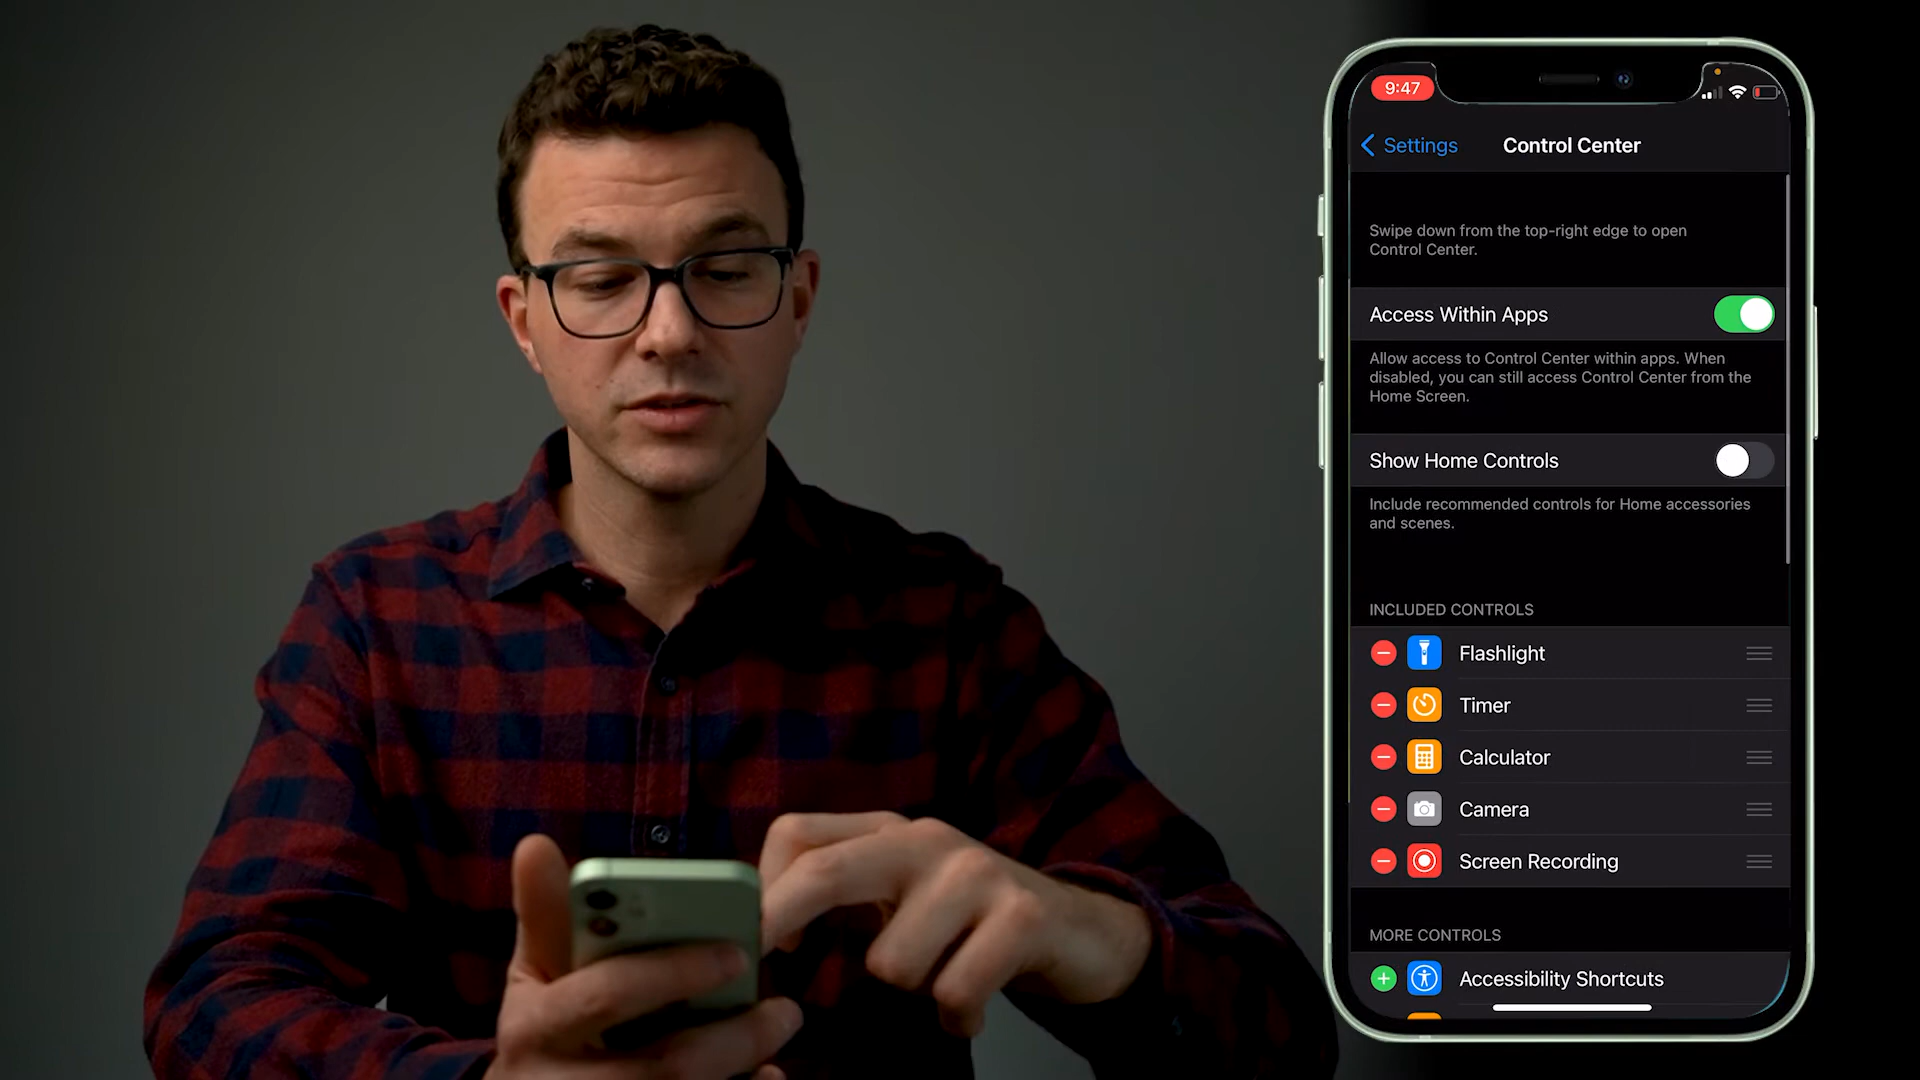 9:47
Settings
Control Center
Swipe down from the top-right edge to open
Control Center.
Access Within Apps
Allow access to Control Center within apps. When
disabled, you can still access Control Center from the
Home Screen.
Show Home Controls
Include recommended controls for Home accessories
and scenes.
INCLUDED CONTROLS
Flashlight
Timer
Calculator
Camera
Screen Recording
MORE CONTROLS
Accessibility Shortcuts